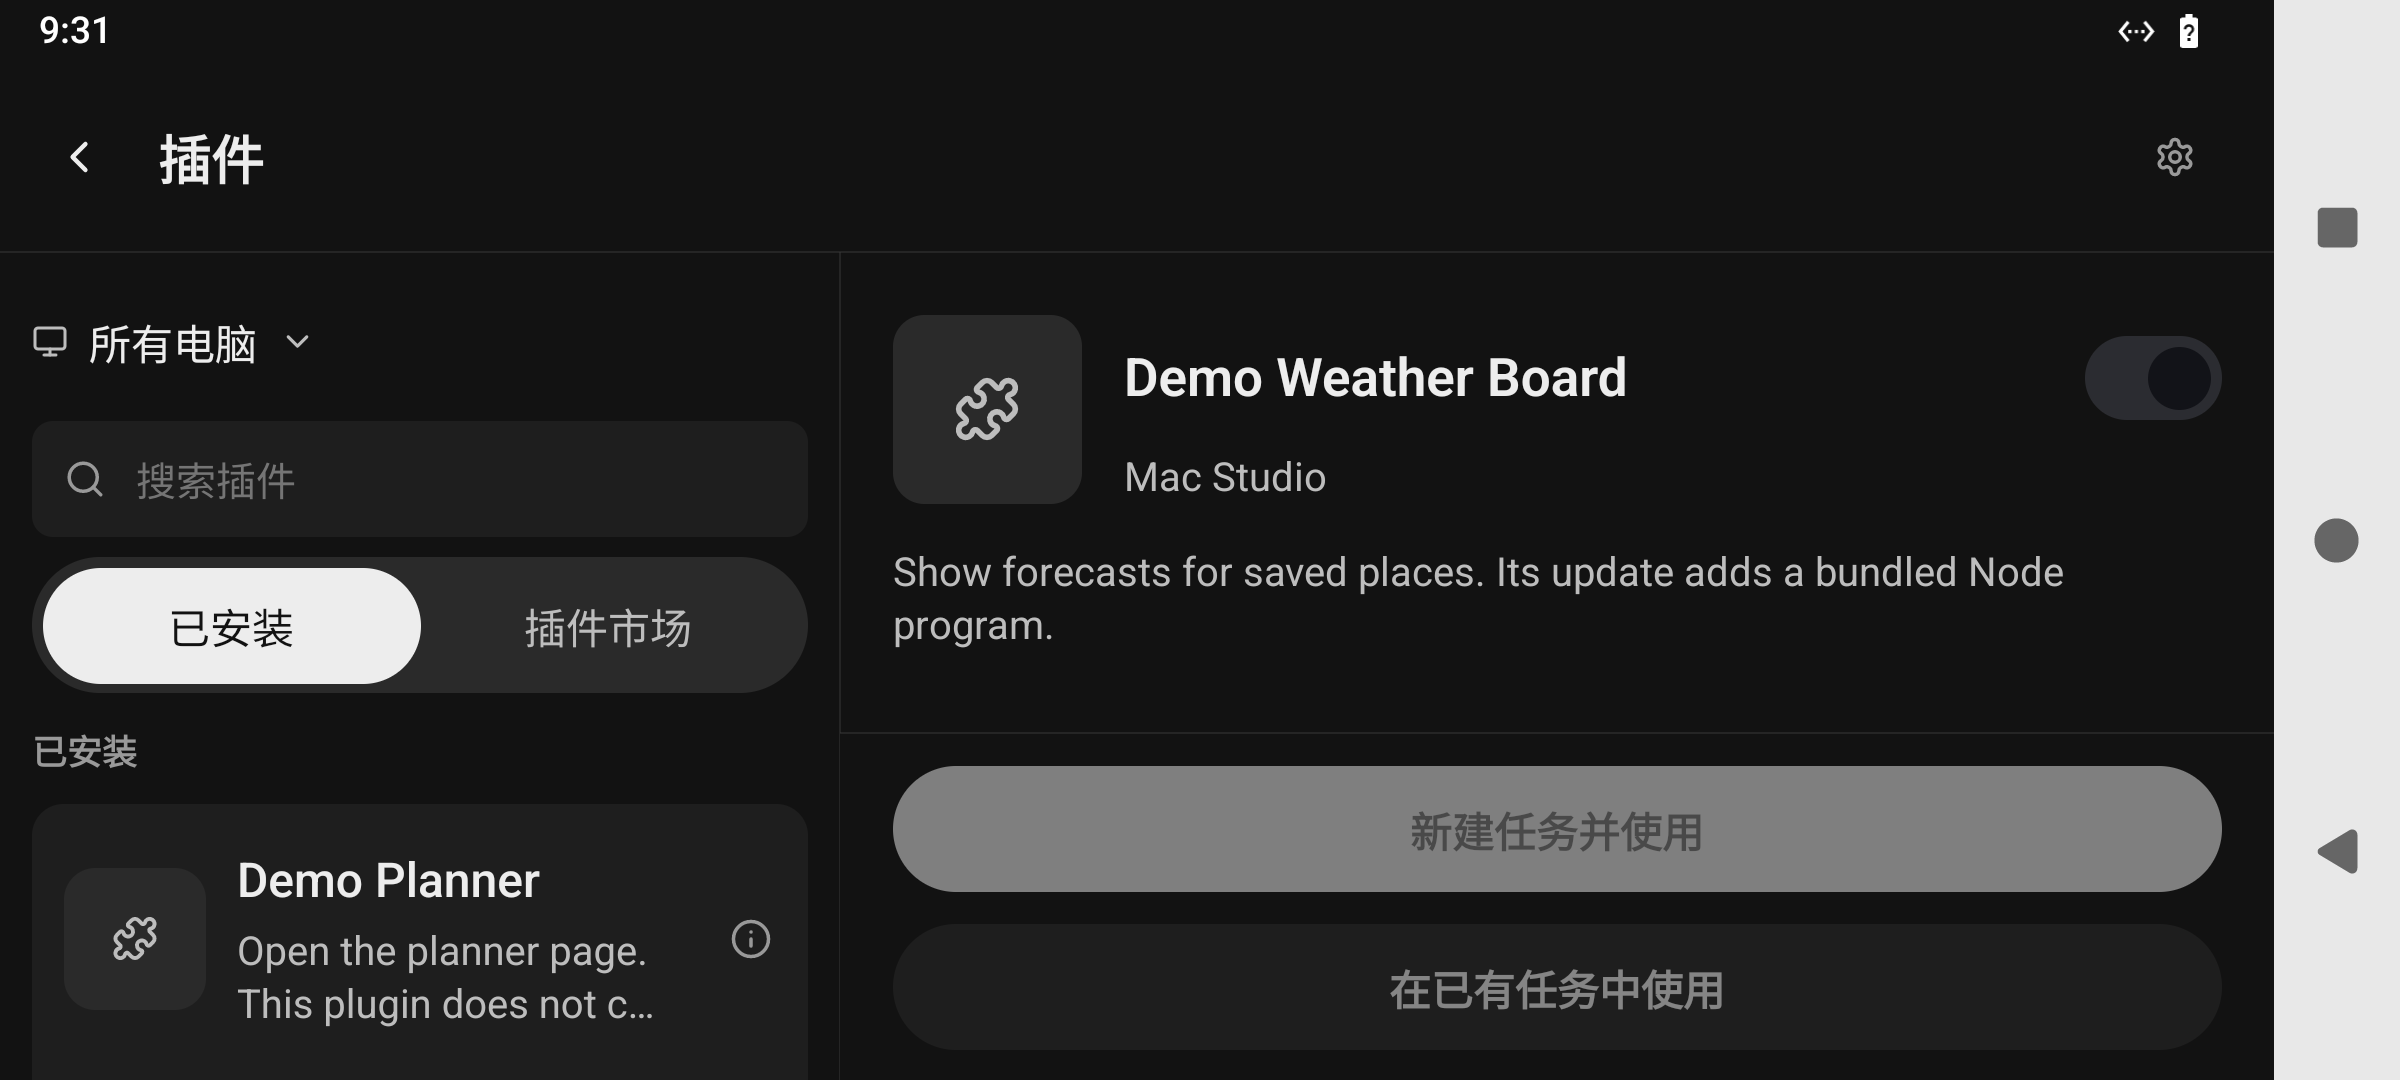 9:31
插件
所有电脑
搜索插件
已安装
插件市场
已安装
Demo Planner
Open the planner page.
This plugin does not c...
Demo Weather Board
Mac Studio
Show forecasts for saved places. Its update adds a bundled Node
program.
新建任务并使用
在已有任务中使用